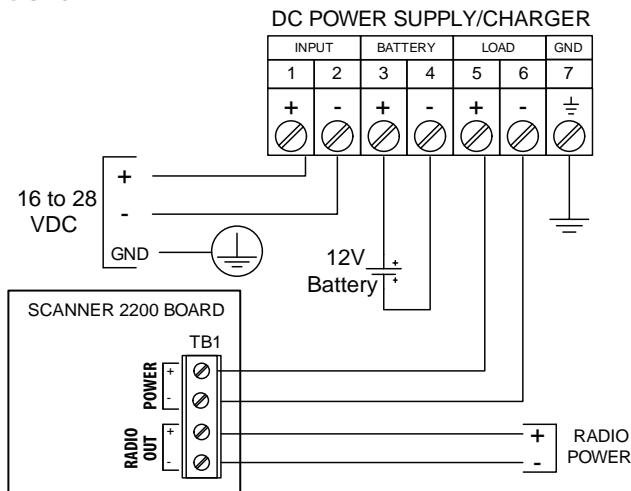 DC POWER SUPPLY/CHARGER
INPUT BATTERY LOAD GND
1 2 3 4 5 6 7
+ - + - + -
16 to 28
VDC
+
-
GND
12V
Battery
+
+
SCANNER 2200 BOARD
TB1
POWER
+
-
RADIO
OUT
+
-
+
-
RADIO
POWER